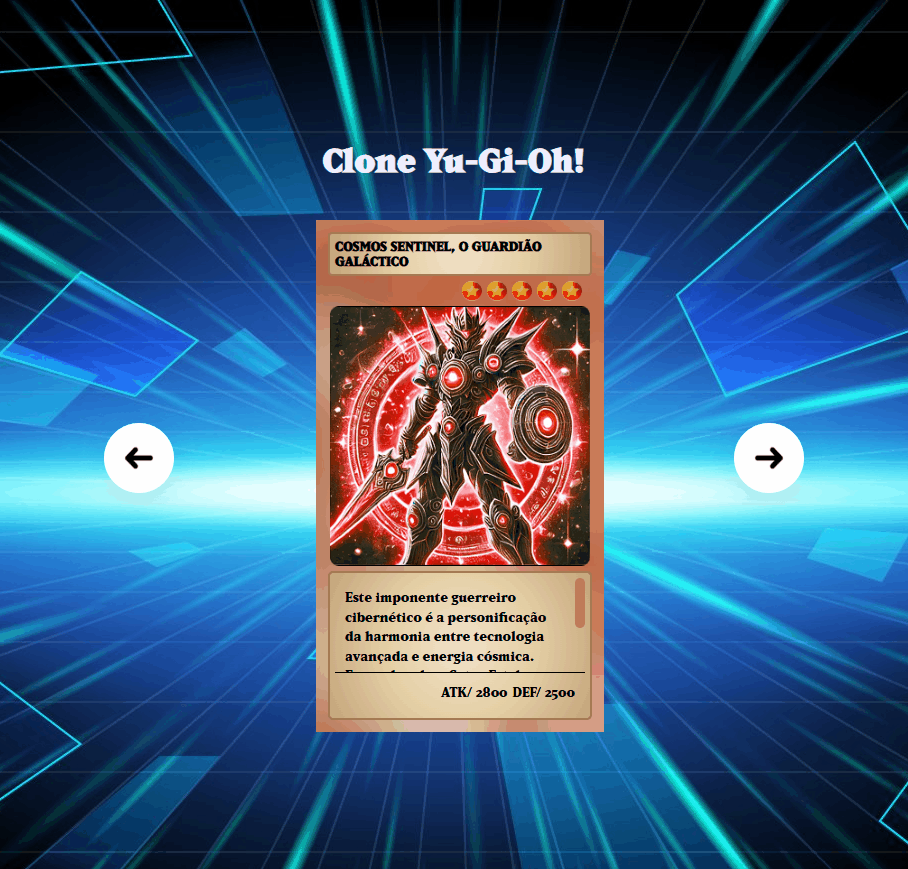 Clone Yu-Gi-Oh!
COSMOS SENTINEL, O GUARDIÃO
GALÁCTICO
Este imponente guerreiro
cibernético é a personificação
da harmonia entre tecnologia
avançada e energia cósmica.
ATK/ 2800 DEF/ 2500